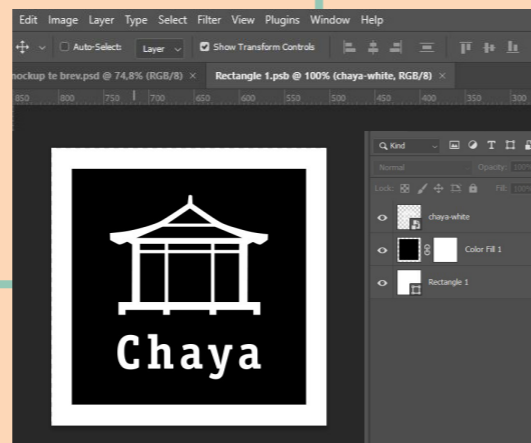 Edit Image Layer Type Select Filter View Plugins Window Help
Auto-Select: Layer Show Transform Controls
mockup te brev.psd @ 74,8% (RGB/8) × Rectangle 1.psb @ 100% (chaya-white, RGB/8) ×
850 800 750 700 650 600 550 500 450 400 350 300
Kind
Normal Opacity: 100%
Lock: Fill: 100%
chaya-white
Color Fill 1
Rectangle 1
Chaya